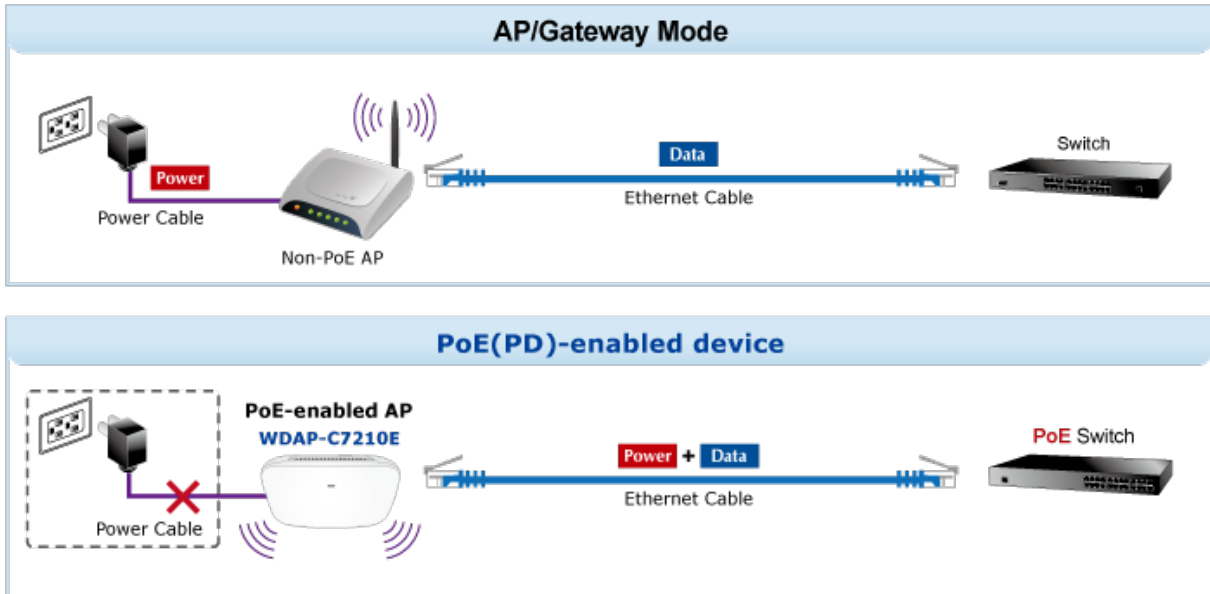 AP/Gateway Mode
Switch
Data
Power
Ethernet Cable
Power Cable
Non-PoE AP
PoE(PD)-enabled device
PoE-enabled AP
WDAP-C7210E
PoE Switch
Power + Data
Ethernet Cable
Power Cable